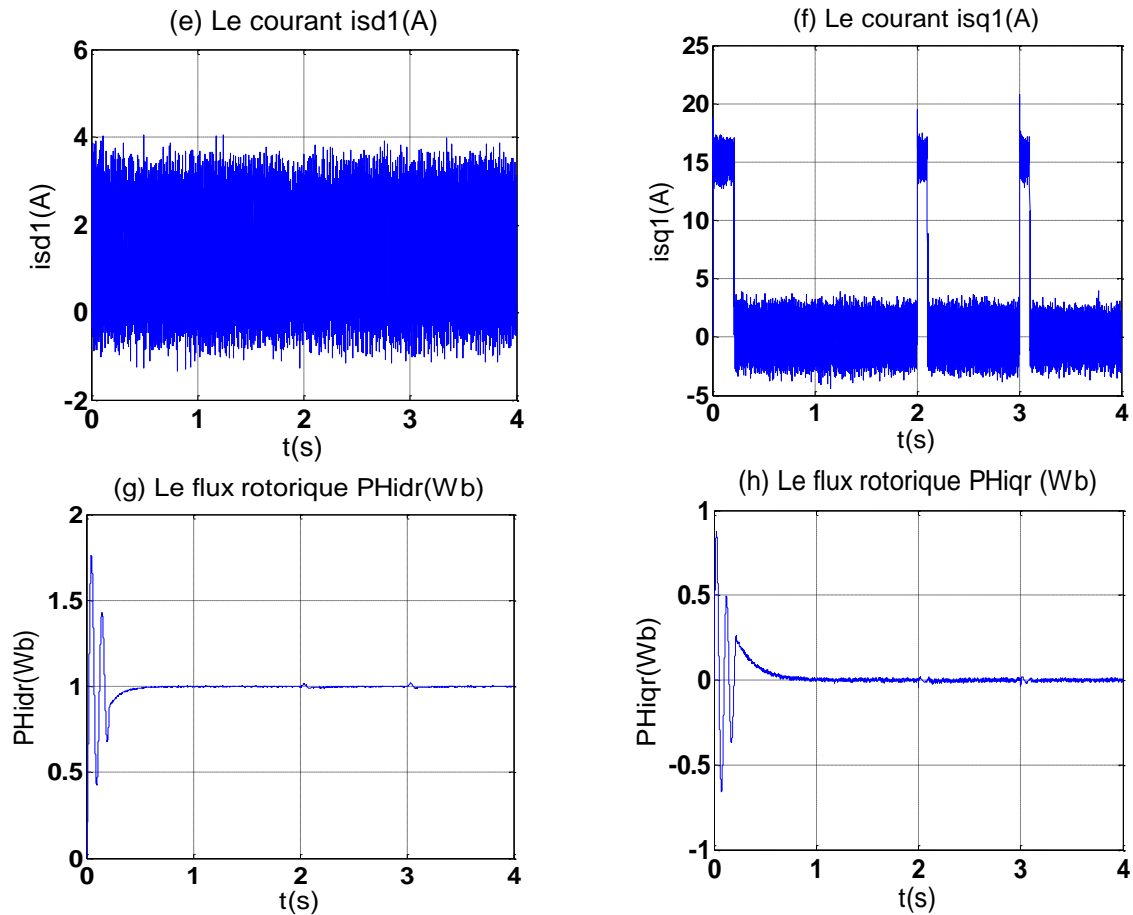 (e) Le courant isd1(A)
6
4
2
0
-2
isd1(A)
0 1 2 3 4
t(s)
(f) Le courant isq1(A)
25
20
15
10
5
0
-5
isq1(A)
0 1 2 3 4
t(s)
(g) Le flux rotorique PHidr(Wb)
2
1.5
1
0.5
0
PHidr(Wb)
0 1 2 3 4
t(s)
(h) Le flux rotorique PHiqr (Wb)
1
0.5
0
-0.5
-1
PHiqr(Wb)
0 1 2 3 4
t(s)